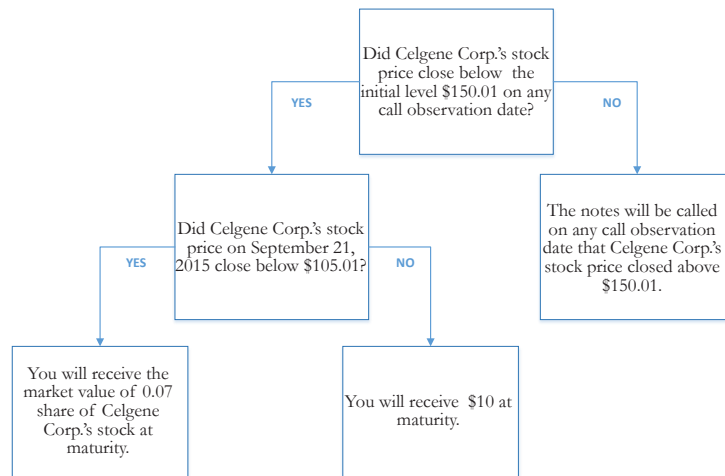 Did Celgene Corp.'s stock
price close below the
initial level $150.01 on any
call observation date?
YES
NO
Did Celgene Corp.'s stock
price on September 21,
2015 close below $105.01?
The notes will be called
on any call observation
date that Celgene Corp.'s
stock price closed above
$150.01.
YES
NO
You will receive the
market value of 0.07
share of Celgene
Corp.'s stock at
maturity.
You will receive $10 at
maturity.